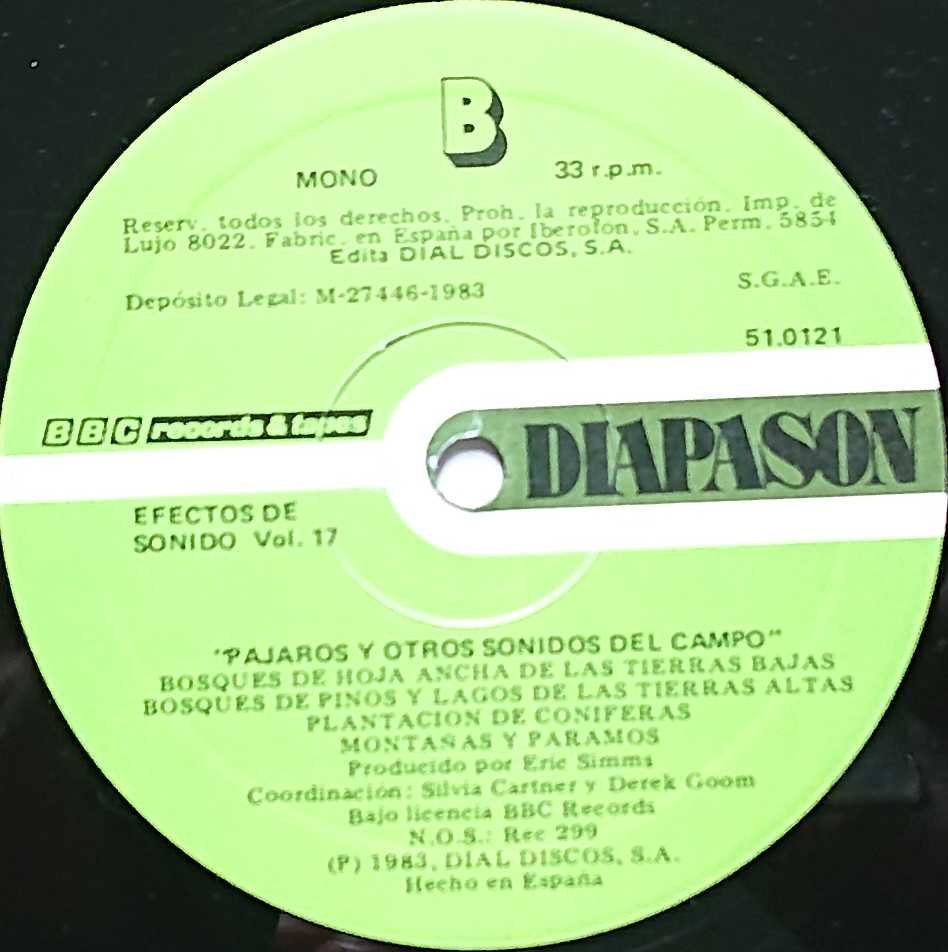 B
MONO 33 r.p.m.
Reserv. todos los derechos. Proh. la reproducción. Imp. de
Lujo 8022. Fabric. en España por Iberofón, S.A. Perm. 5854
Edita DIAL DISCOS, S.A.
Depósito Legal: M-27446-1983 S.G.A.E.
51.0121
BBC records & tapes
DIAPASON
EFECTOS DE
SONIDO Vol. 17
"PAJAROS Y OTROS SONIDOS DEL CAMPO"
BOSQUES DE HOJA ANCHA DE LAS TIERRAS BAJAS
BOSQUES DE PINOS Y LAGOS DE LAS TIERRAS ALTAS
PLANTACION DE CONIFERAS
MONTAÑAS Y PARAMOS
Producido por Eric Simms
Coordinación: Silvia Cartner y Derek Goom
Bajo licencia BBC Records
N.O.S.: Rec 299
(P) 1983, DIAL DISCOS, S.A.
Hecho en España